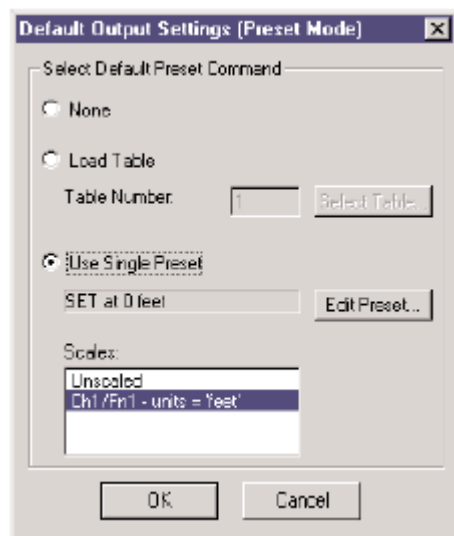 Default Output Settings (Preset Mode)
Select Default Preset Command
None
Load Table
Table Number:
1
Select Table...
Use Single Preset
SET at 0 feet
Edit Preset...
Scales:
Unscaled
Ch1/Fn1 - units = 'feet'
OK
Cancel